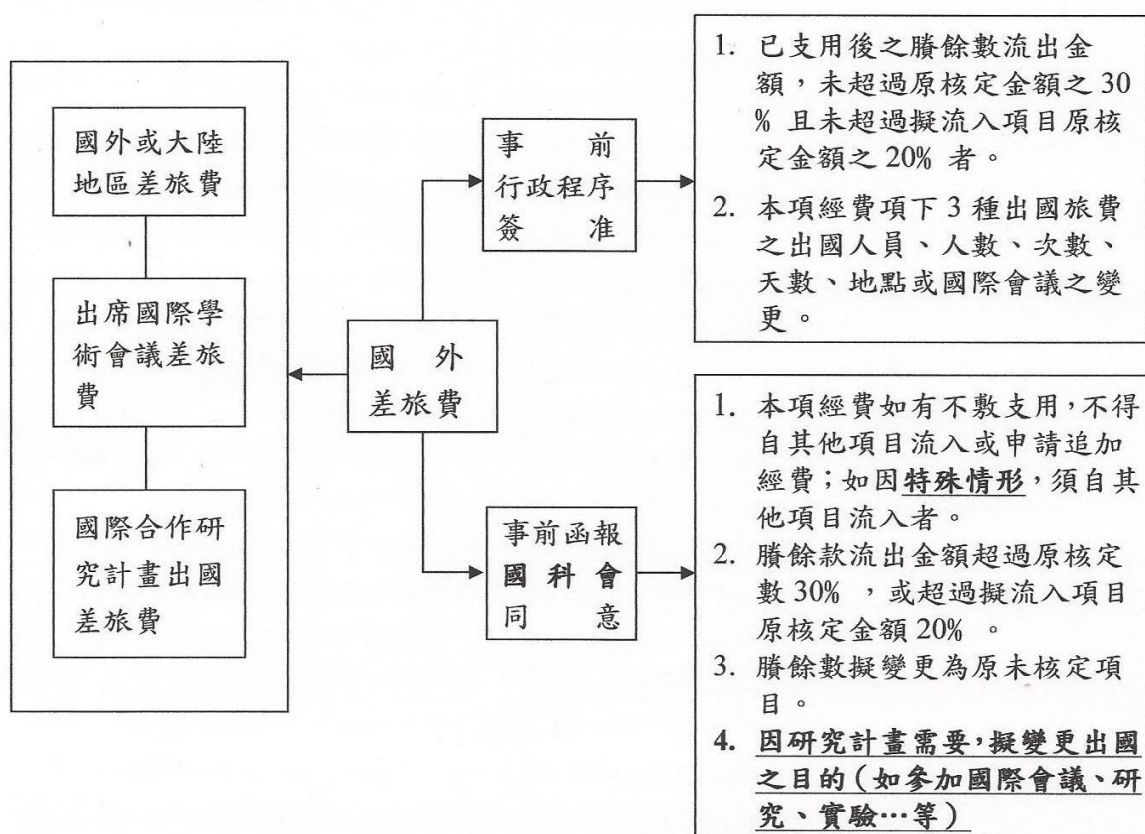 國外或大陸
地區差旅費
出席國際學
術會議差旅
費
國際合作研
究計畫出國
差旅費
國 外
差旅費
事 前
行政程序
簽 准
1. 已支用後之賸餘數流出金
額，未超過原核定金額之 30
% 且未超過擬流入項目原核
定金額之 20% 者。
2. 本項經費項下 3 種出國旅費
之出國人員、人數、次數、
天數、地點或國際會議之變
更。
事前函報
國 科 會
同 意
1. 本項經費如有不敷支用，不得
自其他項目流入或申請追加
經費；如因特殊情形，須自其
他項目流入者。
2. 賸餘款流出金額超過原核定
數 30% ，或超過擬流入項目
原核定金額 20% 。
3. 賸餘數擬變更為原未核定項
目。
4. 因研究計畫需要，擬變更出國
之目的（如參加國際會議、研
究、實驗…等）